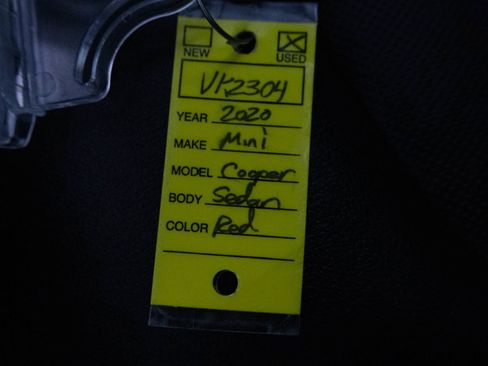 NEW USED
VK2304
YEAR 2020
MAKE Mini
MODEL Cooper
BODY Sedan
COLOR Red